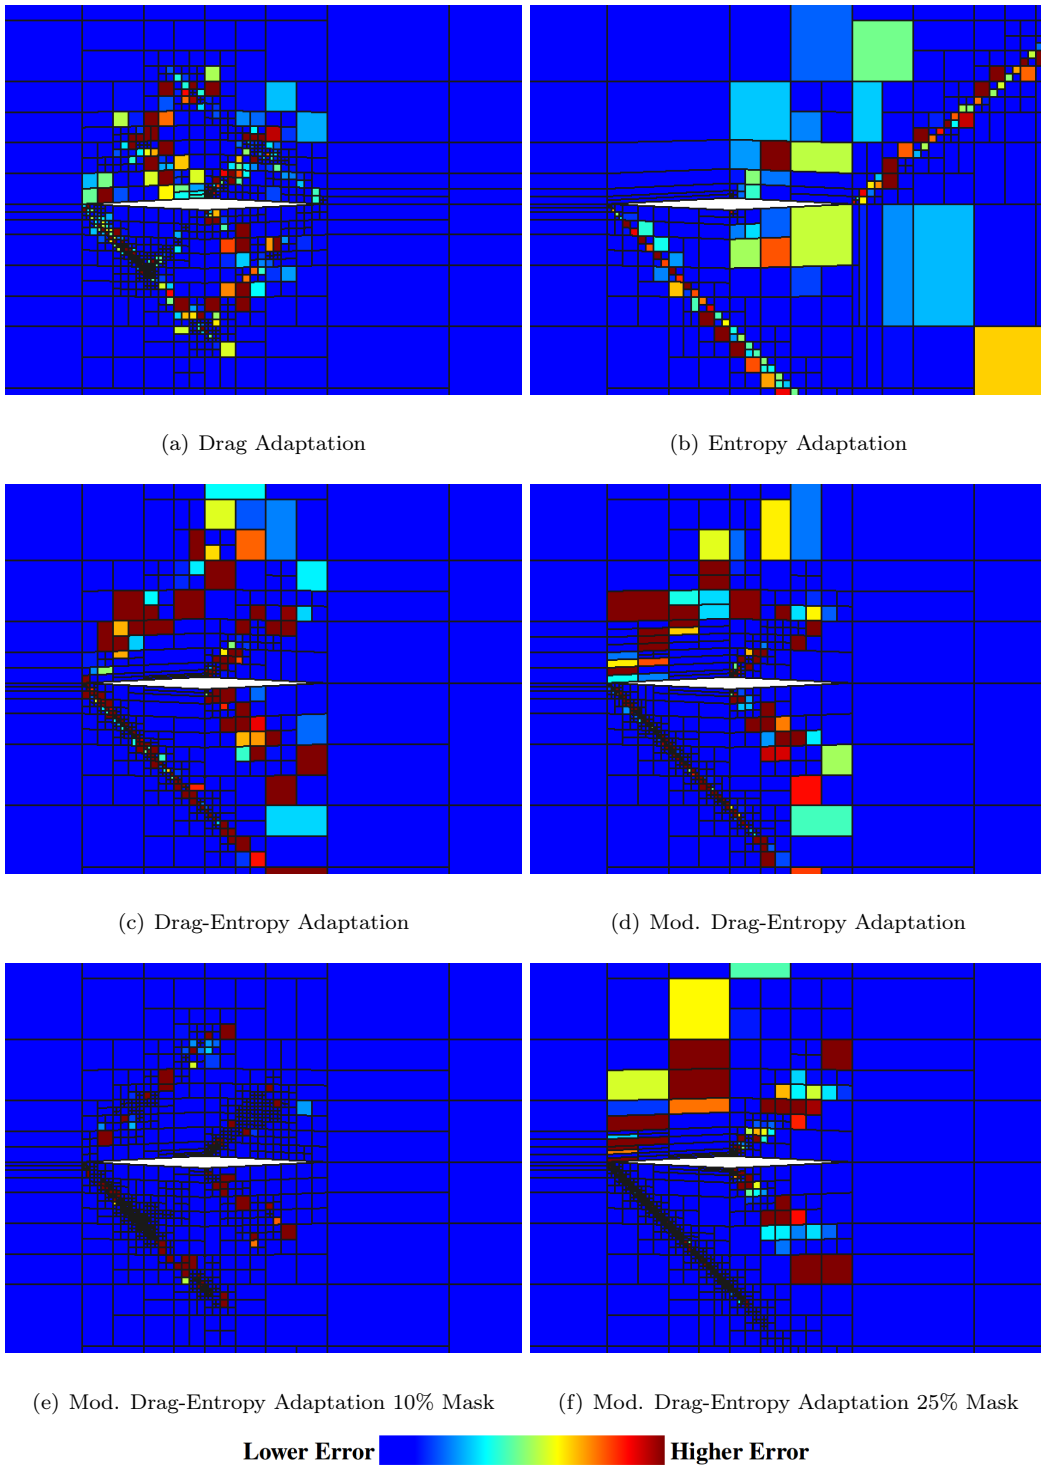 (a) Drag Adaptation
(b) Entropy Adaptation
(c) Drag-Entropy Adaptation
(d) Mod. Drag-Entropy Adaptation
(e) Mod. Drag-Entropy Adaptation 10% Mask
(f) Mod. Drag-Entropy Adaptation 25% Mask
Lower Error
Higher Error